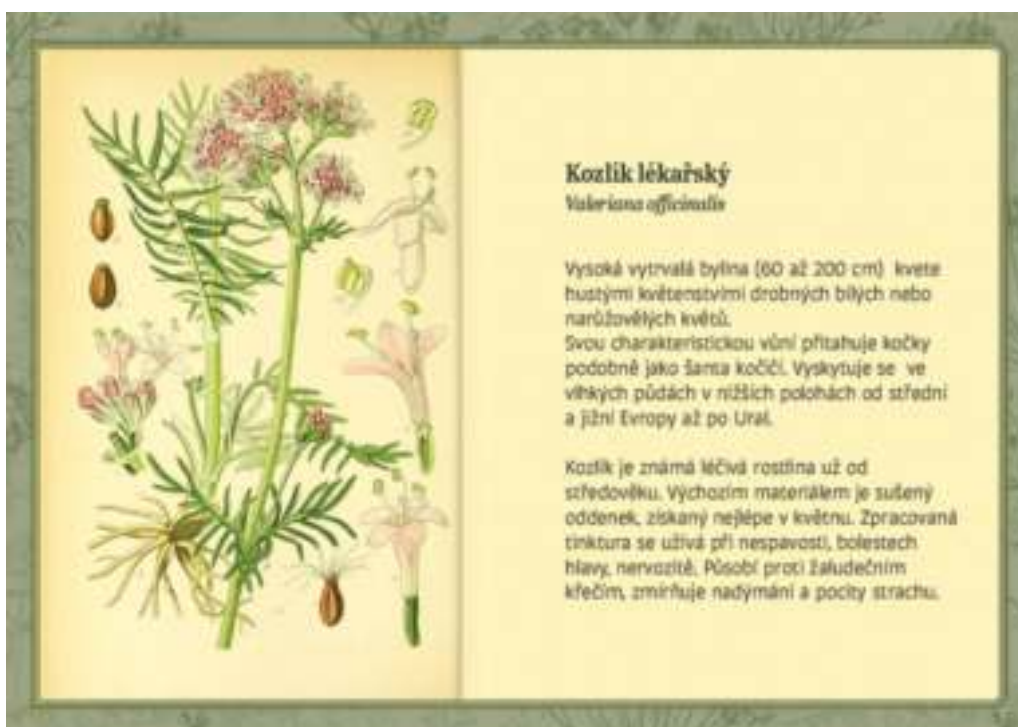 Kozlík lékařský
Valeriana officinalis
Vysoká vytrvalá bylina (60 až 200 cm) kvete
hustými květenstvími drobných bílých nebo
narůžovělých květů.
Svou charakteristickou vůní přitahuje kočky
podobně jako šanta kočičí. Vyskytuje se ve
vlhkých půdách v nižších polohách od střední
a jižní Evropy až po Ural.
Kozlík je známá léčivá rostlina už od
středověku. Výchozím materiálem je sušený
oddenek, získaný nejlépe v květnu. Zpracovaná
tinktura se užívá při nespavosti, bolestech
hlavy, nervozitě. Působí proti žaludečním
křečím, zmírňuje nadýmání a pocity strachu.